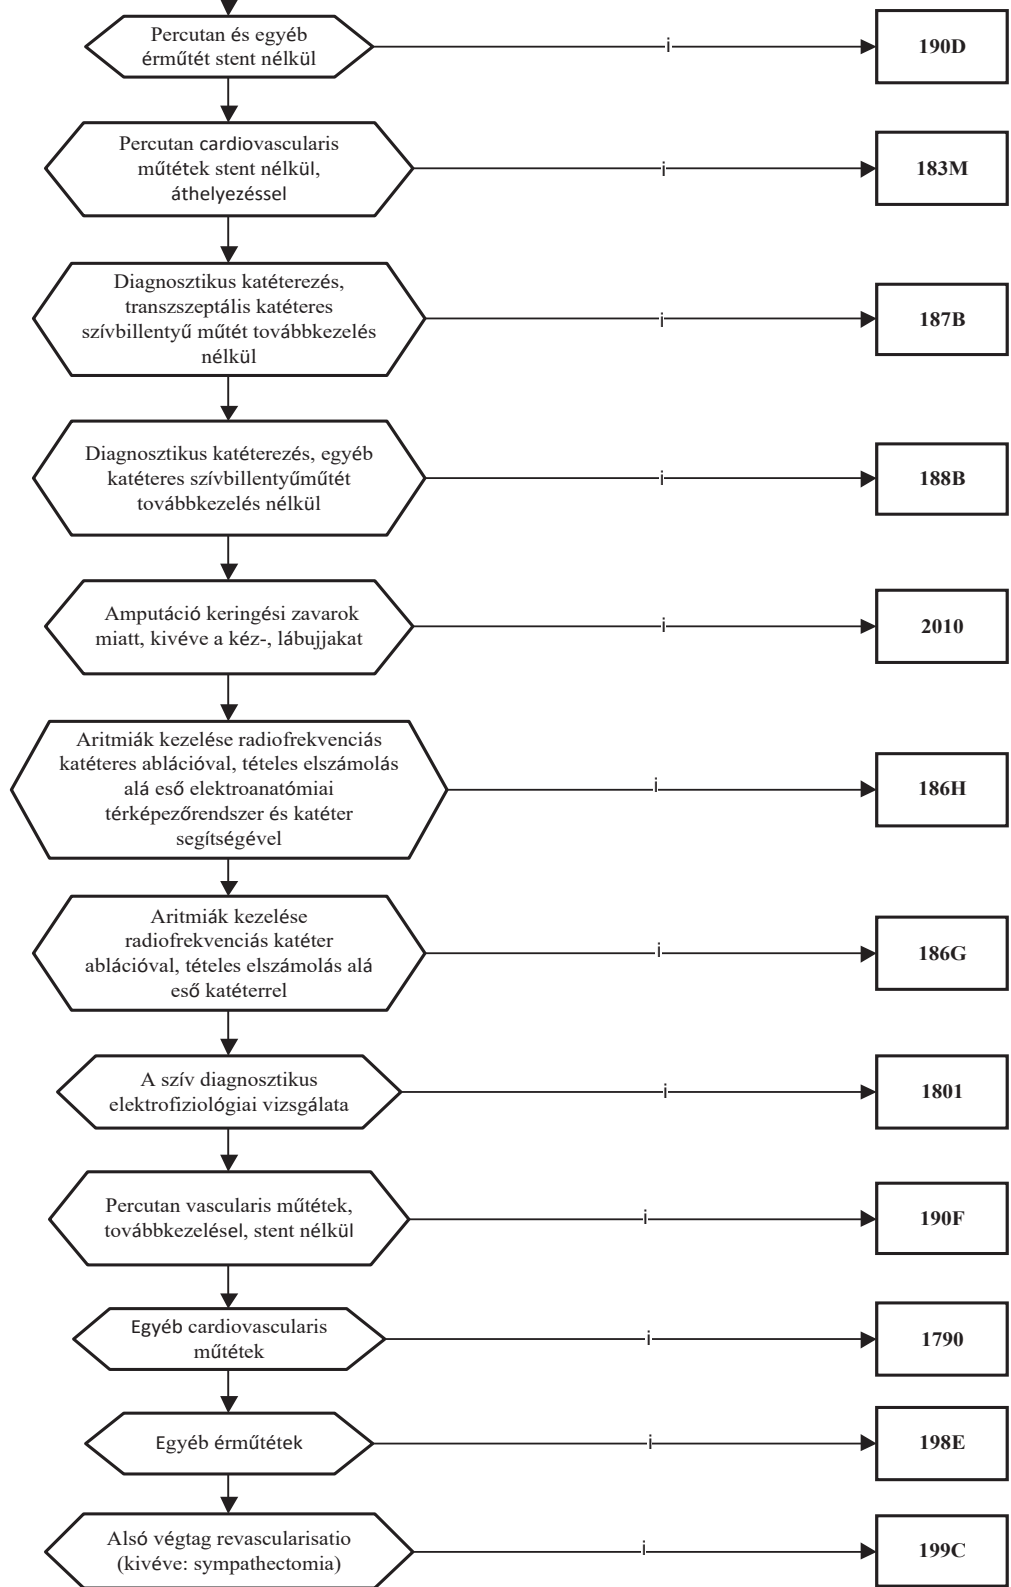 Percutan és egyéb
érműtét stent nélkül
i
190D
Percutan cardiovascularis
műtétek stent nélkül,
áthelyezéssel
i
183M
Diagnosztikus katéterezés,
transzszeptális katéteres
szívbillentyű műtét továbbkezelés
nélkül
i
187B
Diagnosztikus katéterezés, egyéb
katéteres szívbillentyűműtét
továbbkezelés nélkül
i
188B
Amputáció keringési zavarok
miatt, kivéve a kéz-, lábujjakat
i
2010
Aritmiák kezelése radiofrekvenciás
katéteres ablációval, tételes elszámolás
alá eső elektroanatómiai
térképezőrendszer és katéter
segítségével
i
186H
Aritmiák kezelése
radiofrekvenciás katéter
ablációval, tételes elszámolás alá
eső katéterrel
i
186G
A szív diagnosztikus
elektrofiziológiai vizsgálata
i
1801
Percutan vascularis műtétek,
továbbkezelésel, stent nélkül
i
190F
Egyéb cardiovascularis
műtétek
i
1790
Egyéb érműtétek
i
198E
Alsó végtag revascularisatio
(kivéve: sympathectomia)
i
199C